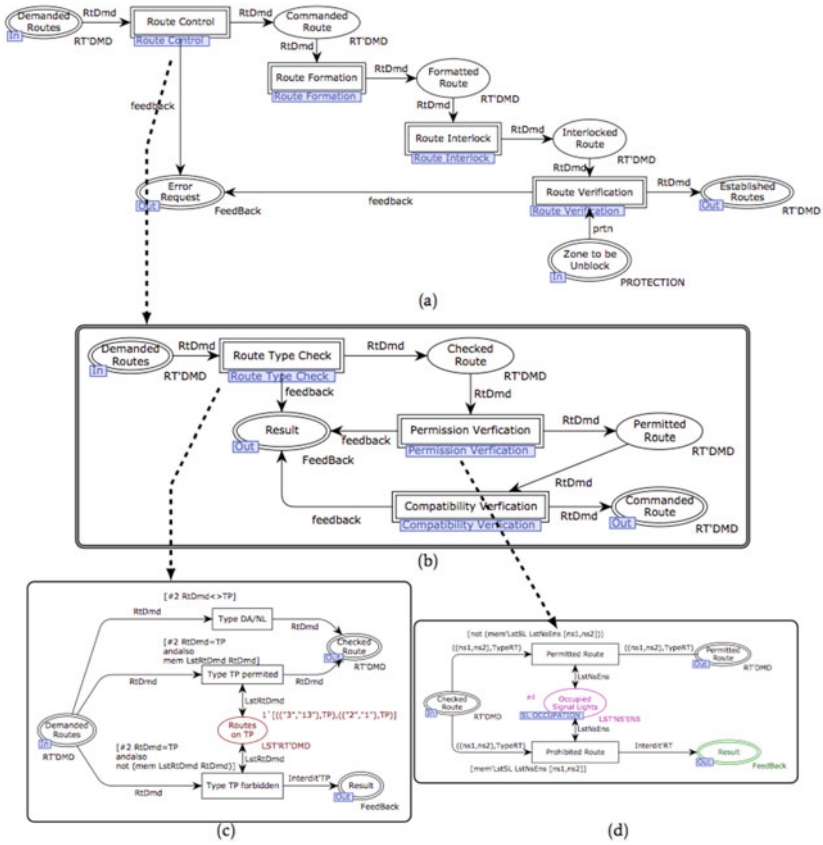 Demanded
Routes
In
RT'DMD
RtDmd
Route Control
Route Control
RtDmd
Commanded
Route
RT'DMD
RtDmd
Route Formation
Route Formation
RtDmd
Formatted
Route
RT'DMD
RtDmd
Route Interlock
Route Interlock
RtDmd
Interlocked
Route
RT'DMD
RtDmd
feedback
Error
Request
Out
FeedBack
feedback
Route Verification
Route Verification
RtDmd
Established
Routes
Out
RT'DMD
prtn
Zone to be
Unblock
In
PROTECTION
(a)
Demanded
Routes
In
RT'DMD
RtDmd
Route Type Check
Route Type Check
RtDmd
Checked
Route
RT'DMD
feedback
RtDmd
Result
Out
FeedBack
feedback
Permission Verfication
Permission Verfication
RtDmd
Permitted
Route
RT'DMD
RtDmd
feedback
Compatibility Verfication
Compatibility Verfication
RtDmd
Commanded
Route
Out
RT'DMD
(b)
[#2 RtDmd<>TP]
RtDmd
Type DA/NL
RtDmd
Checked
Route
Out
RT'DMD
[#2 RtDmd=TP
andalso
mem LstRtDmd RtDmd]
RtDmd
Type TP permited
RtDmd
LstRtDmd
1`[(("3","13"),TP),(("2","1"),TP)]
Demanded
Routes
In
RT'DMD
Routes
on TP
LST'RT'DMD
[#2 RtDmd=TP
andalso
not (mem LstRtDmd RtDmd)]
LstRtDmd
RtDmd
Type TP forbidden
Interdit'TP
Result
Out
FeedBack
(c)
[not (mem'LstSL LstNsEns [ns1,ns2])]
((ns1,ns2),TypeRT)
Permitted Route
((ns1,ns2),TypeRT)
Permitted
Route
Out
RT'DMD
LstNsEns
Checked
Route
In
RT'DMD
Occupied
Signal Lights
SL OCCUPATION
LST'NS'ENS
LstNsEns
((ns1,ns2),TypeRT)
Prohibited Route
Interdit'RT
Result
Out
FeedBack
[mem'LstSL LstNsEns [ns1,ns2]]
(d)